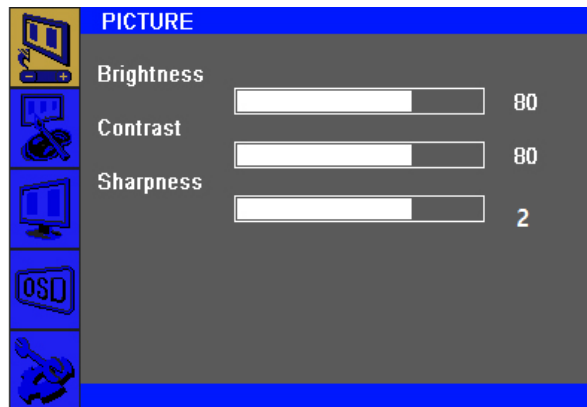 PICTURE
Brightness
80
Contrast
80
Sharpness
2
OSD